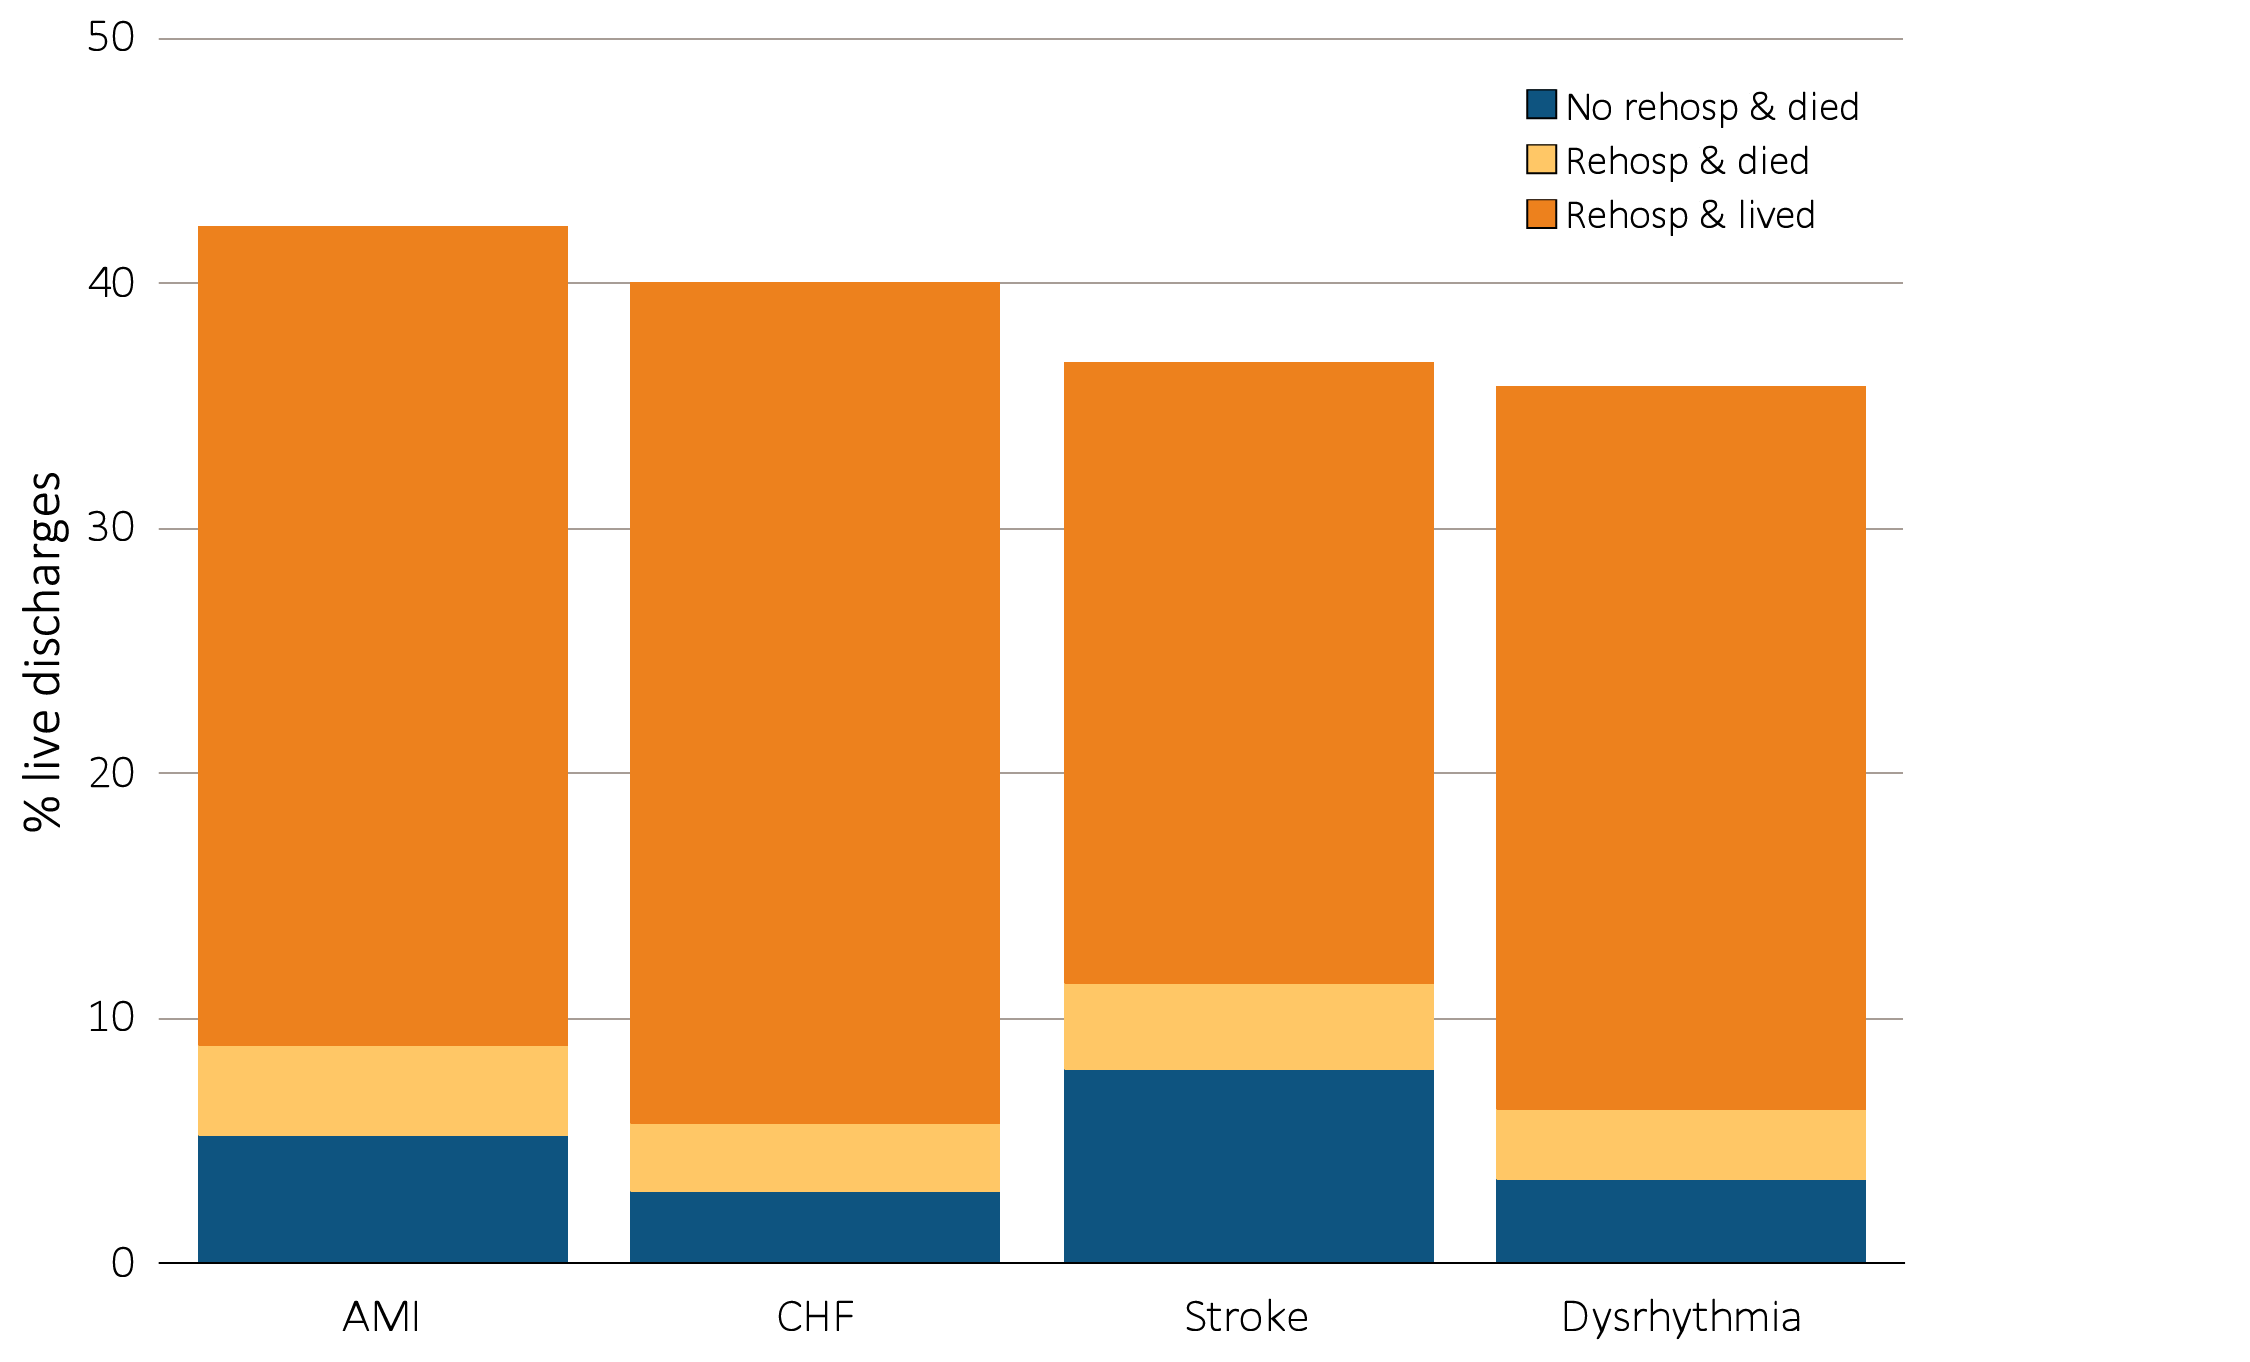 50
40
30
20
10
0
% live discharges
No rehosp & died
Rehosp & died
Rehosp & lived
AMI
CHF
Stroke
Dysrhythmia